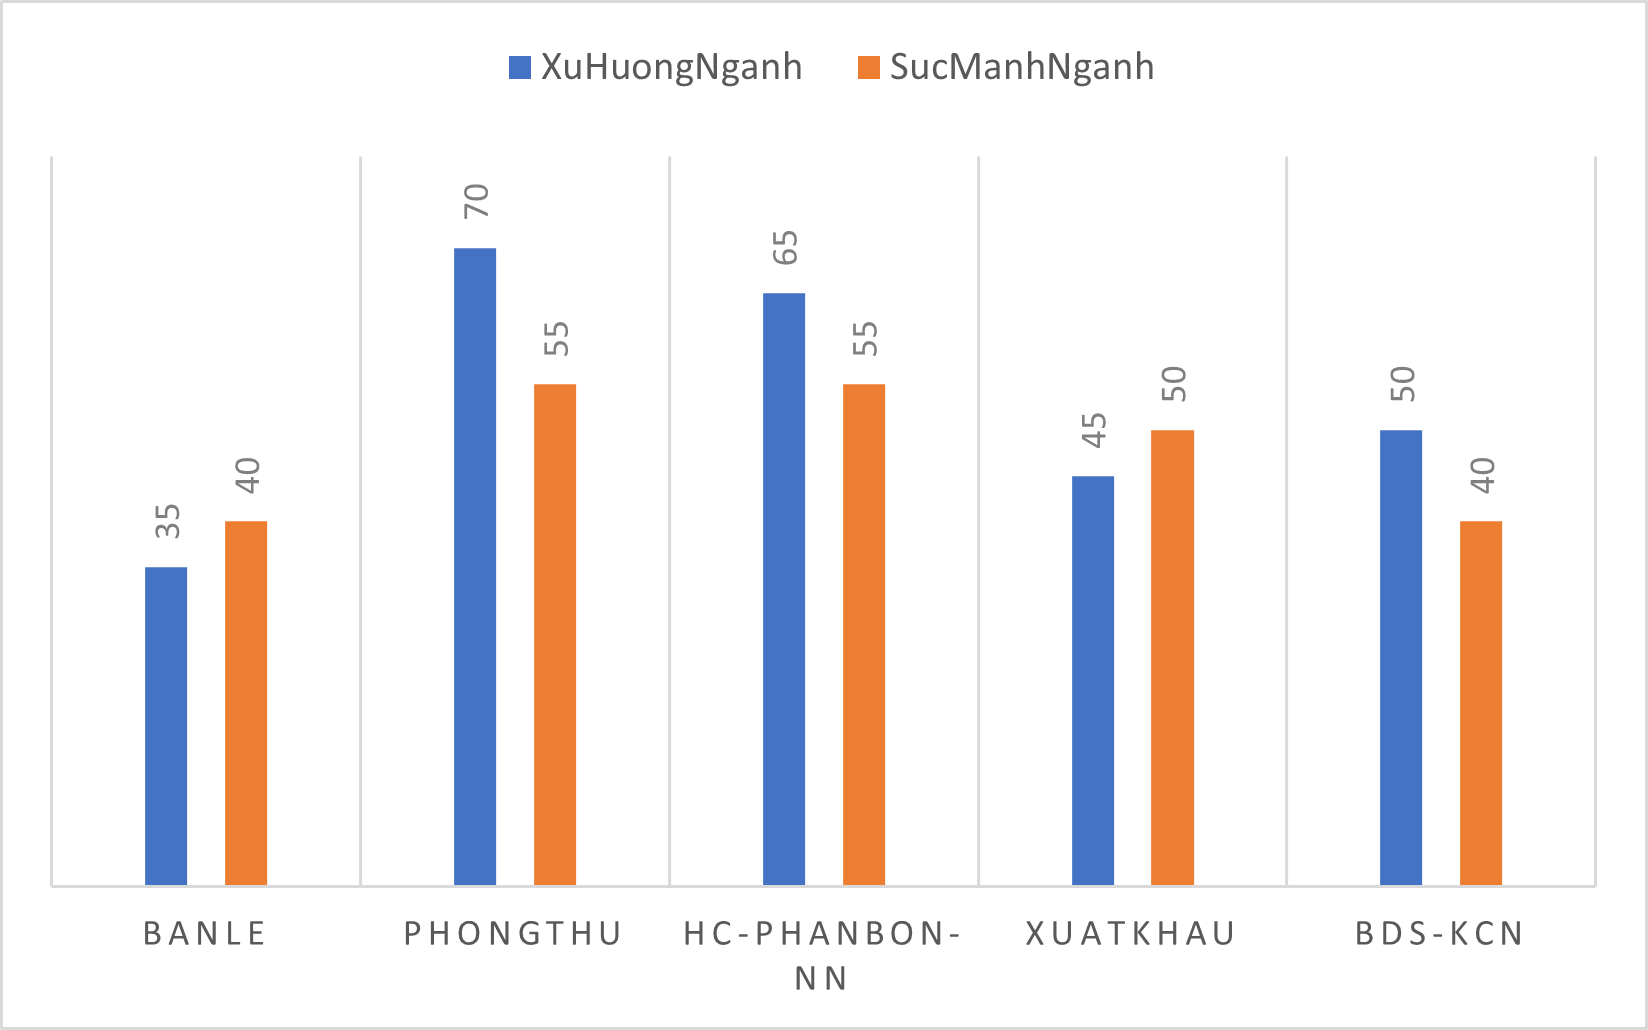 XuHuongNganh SucManhNganh
35 40 70 55 65 55 45 50 50 40
BANLE PHONGTHU HC-PHANBON- XUATKHAU BDS-KCN
NN